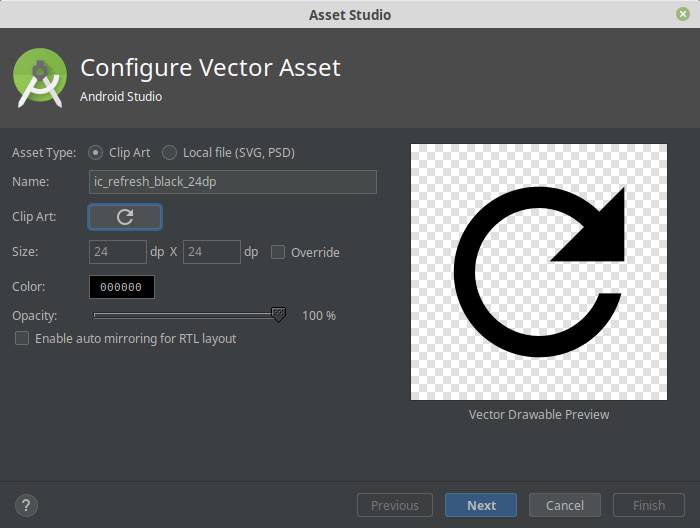 Asset Studio
Configure Vector Asset
Android Studio
Asset Type: Clip Art Local file (SVG, PSD)
Name: ic_refresh_black_24dp
Clip Art:
Size: 24 dp X 24 dp Override
Color: 000000
Opacity: 100 %
Enable auto mirroring for RTL layout
Vector Drawable Preview
? Previous Next Cancel Finish